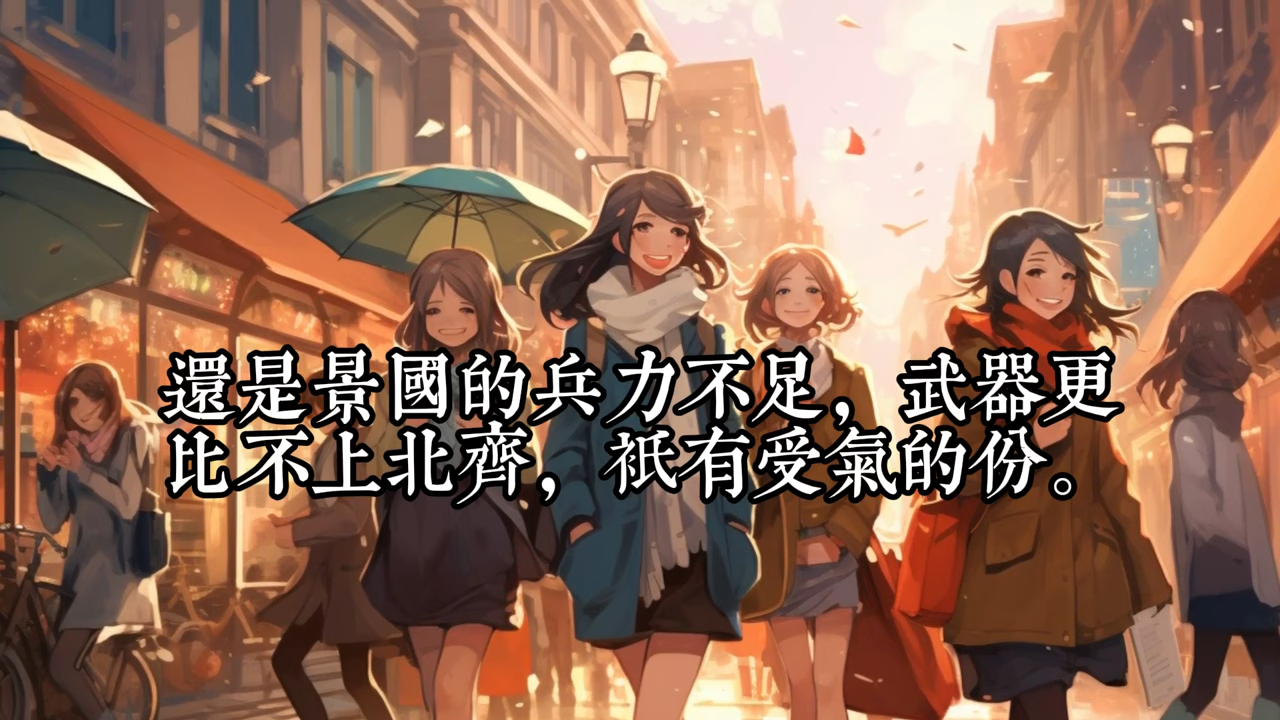 還是景國的兵力不足，武器更
比不上北齊，祇有受氣的份。